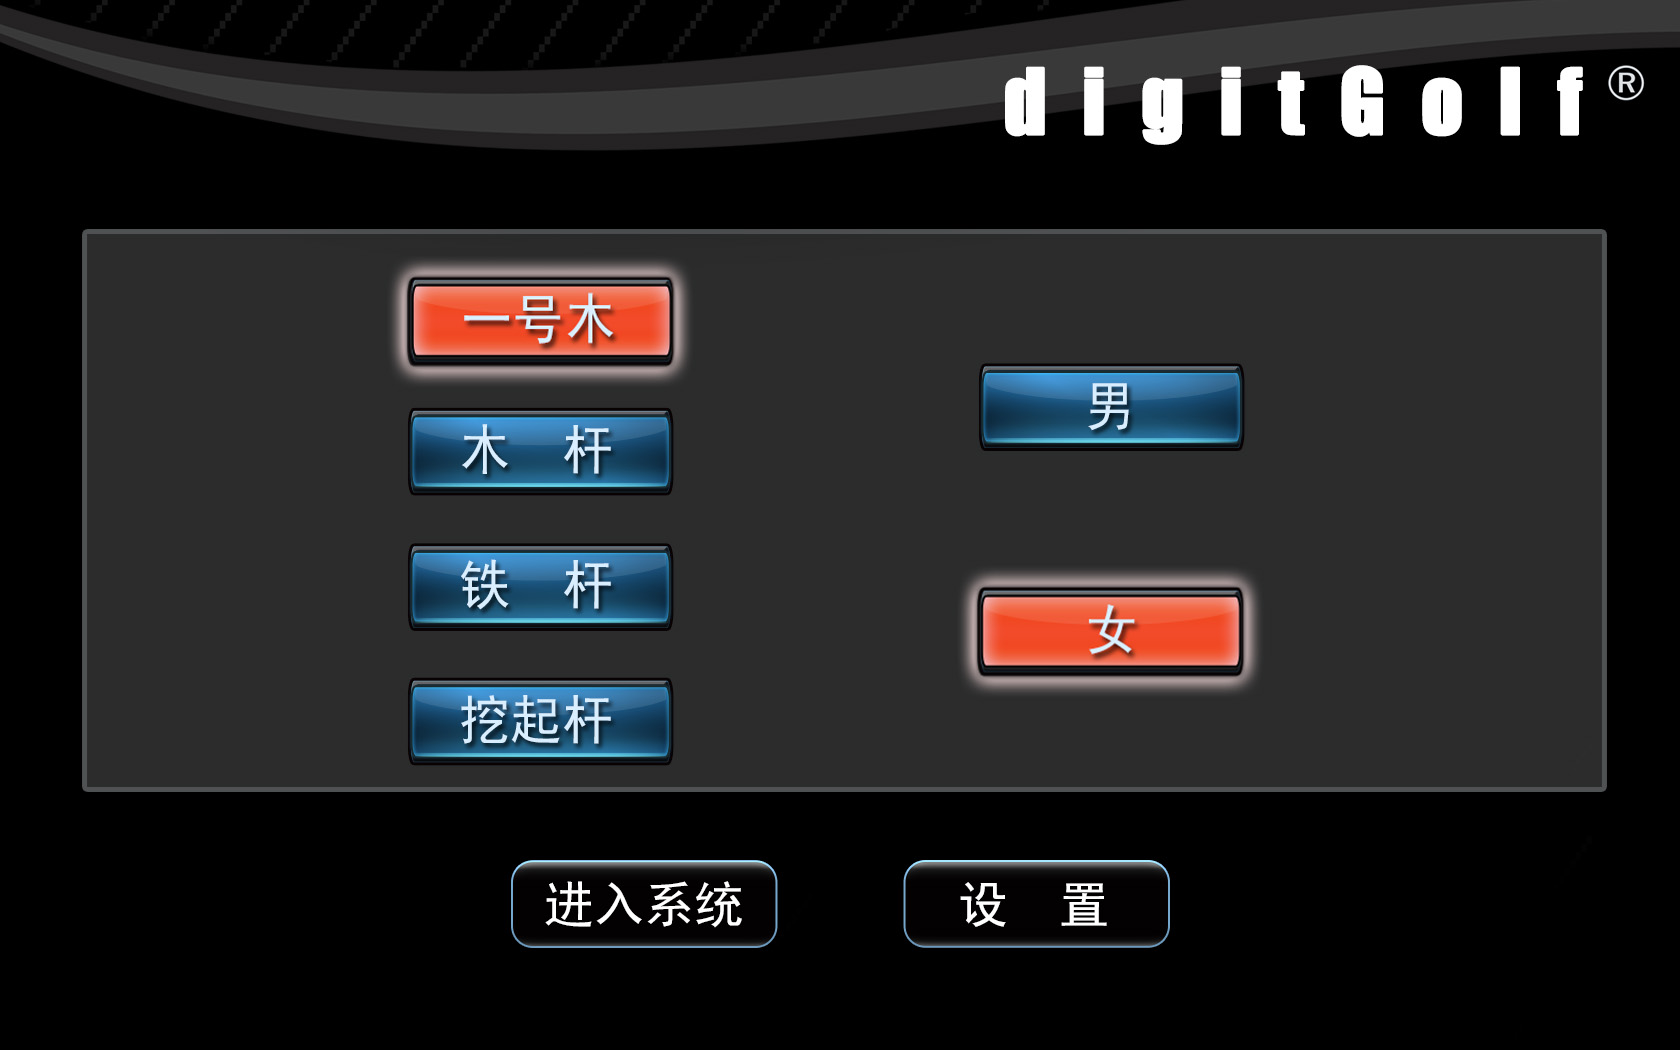 digitGolf®
一号木
木 杆
铁 杆
挖起杆
男
女
进入系统
设 置